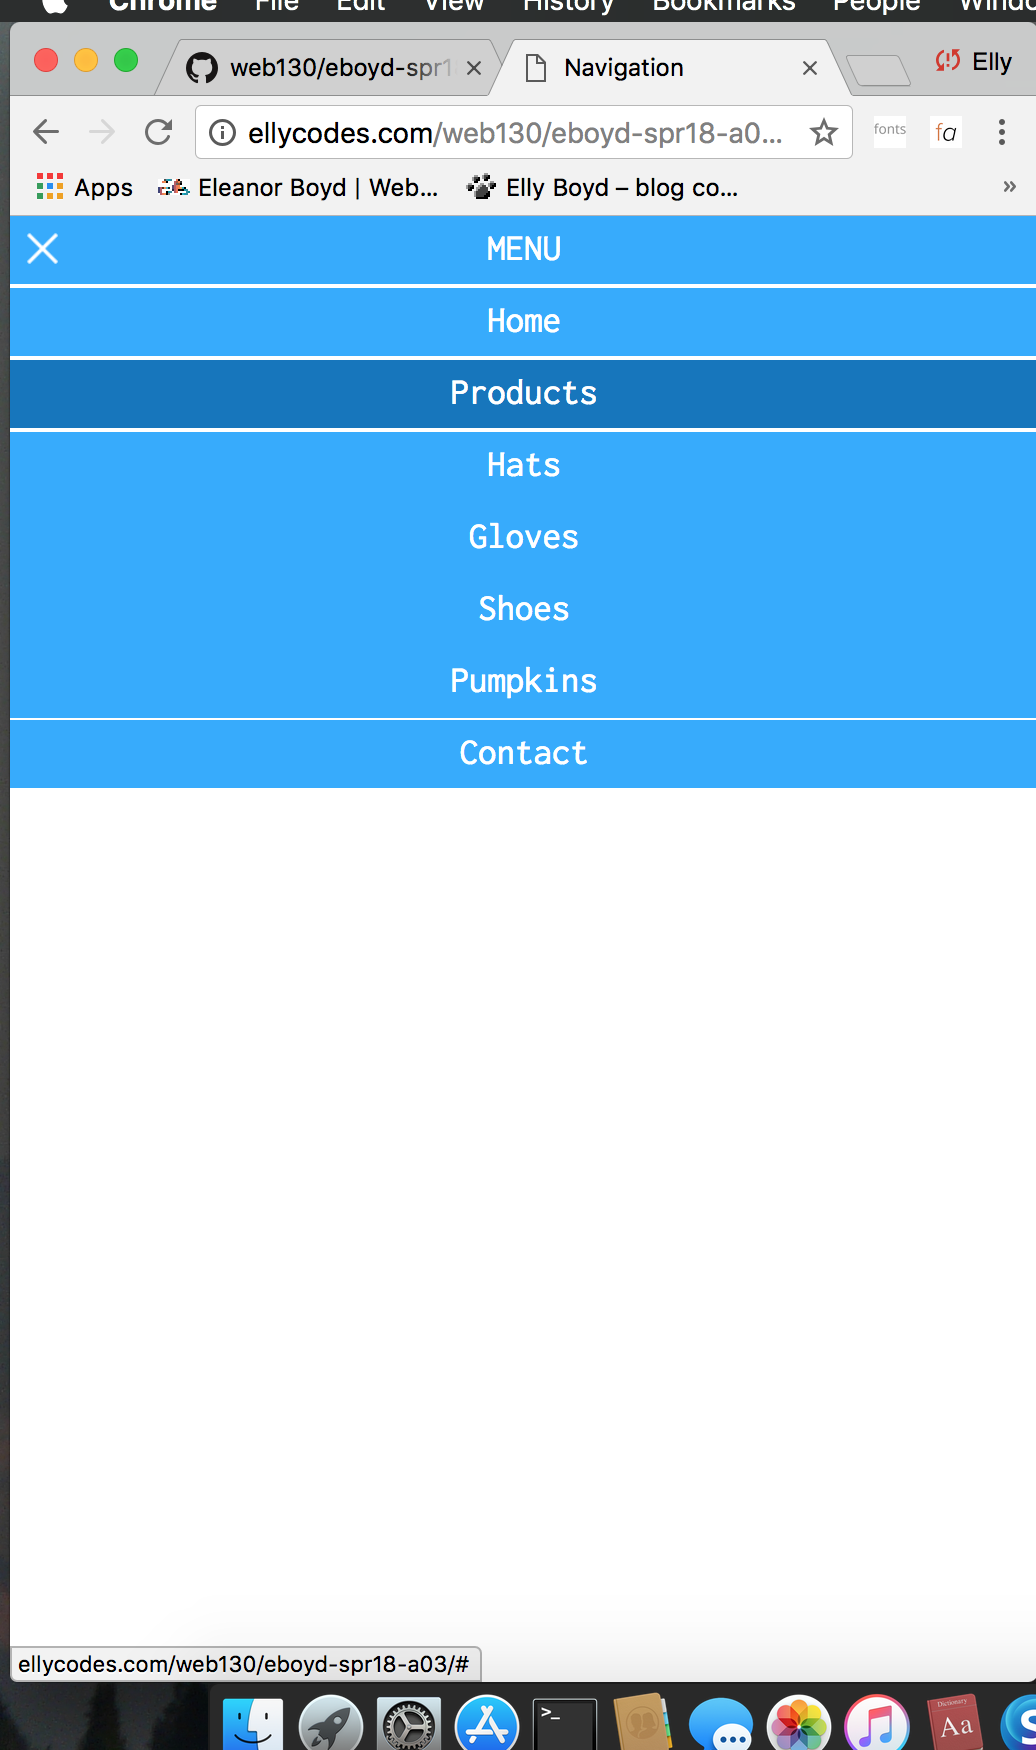 Chrome File Edit View History Bookmarks People
web130/eboyd-spr1 Navigation Elly
ellycodes.com/web130/eboyd-spr18-a0... fonts fa
Apps Eleanor Boyd | Web... Elly Boyd – blog co... »
MENU
Home
Products
Hats
Gloves
Shoes
Pumpkins
Contact
ellycodes.com/web130/eboyd-spr18-a03/#
>_ Dictionary
Aa